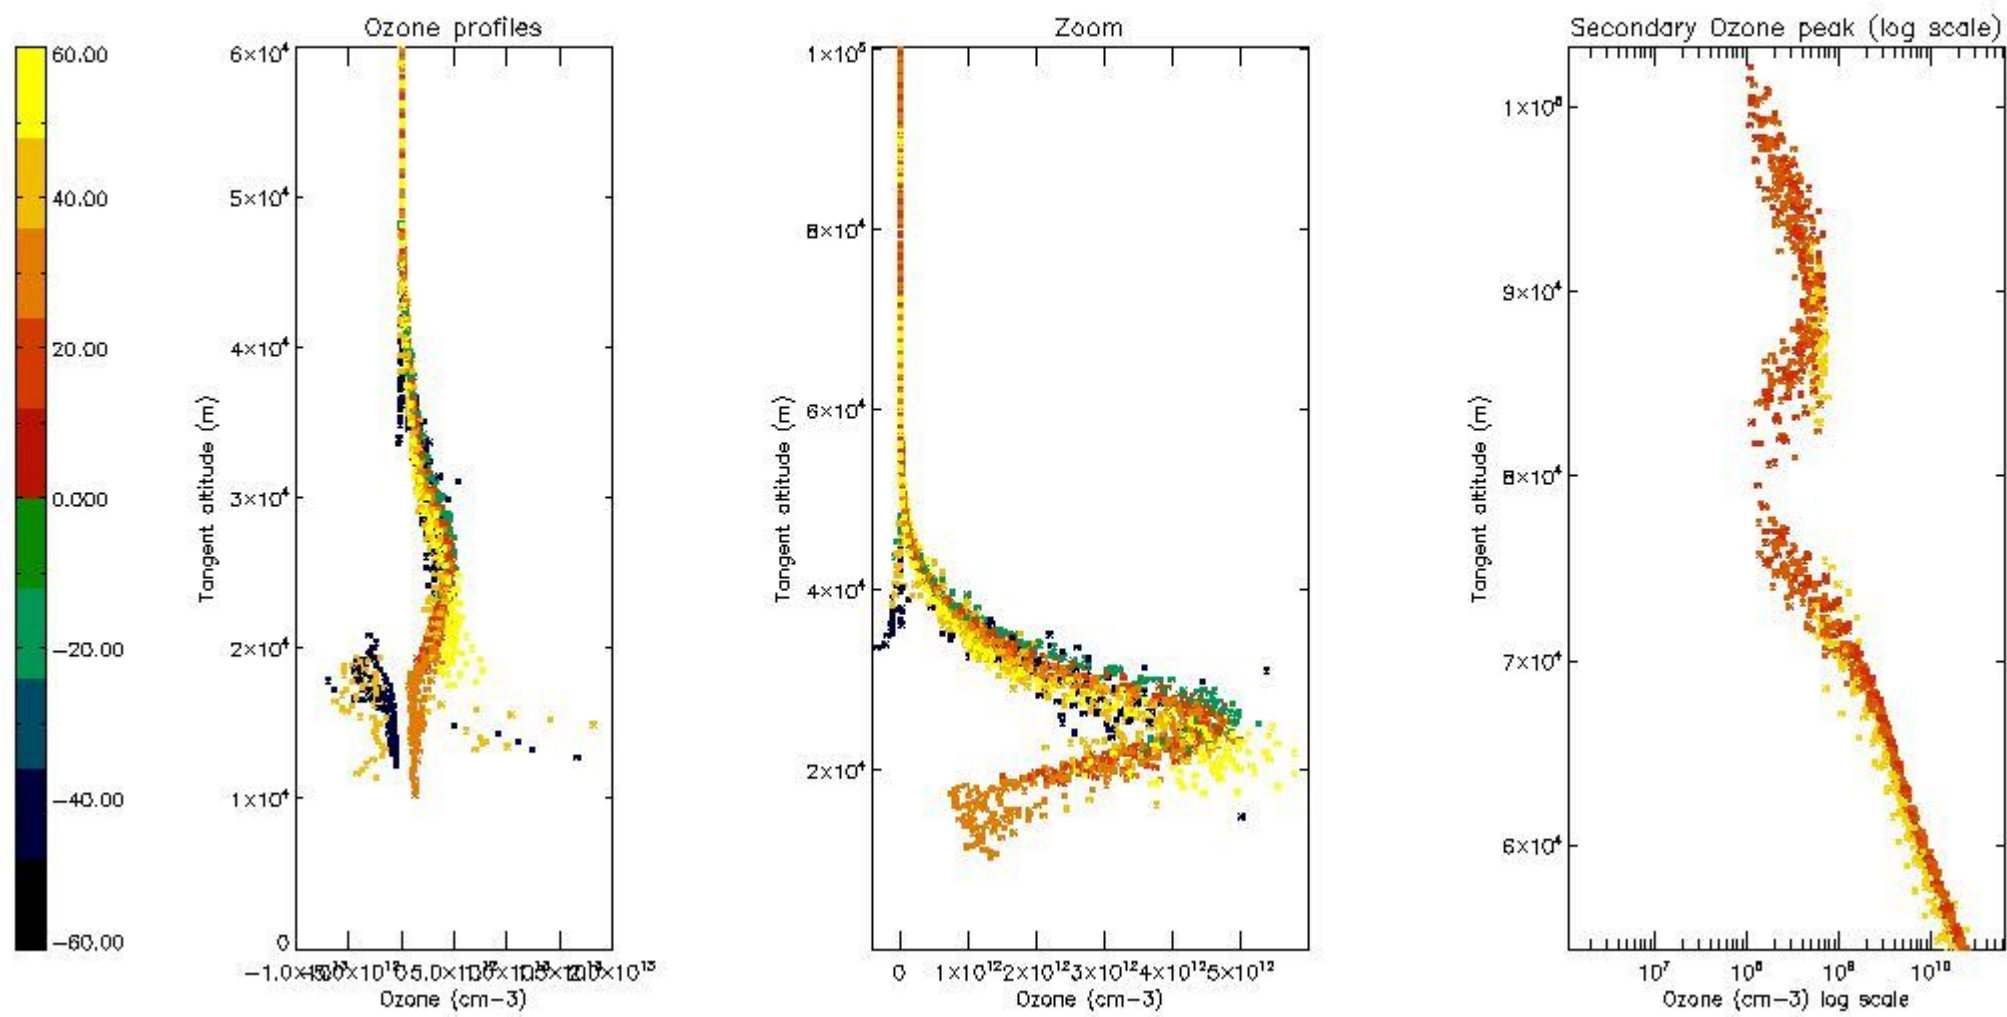 Ozone profiles
Zoom
Secondary Ozone peak (log scale)
60.00
40.00
20.00
0.000
−20.00
−40.00
−60.00
6×10⁴
5×10⁴
4×10⁴
3×10⁴
2×10⁴
1×10⁴
0
Tangent altitude (m)
Ozone (cm−3)
1×10⁵
8×10⁴
6×10⁴
4×10⁴
2×10⁴
Tangent altitude (m)
0 1×10¹² 2×10¹² 3×10¹² 4×10¹² 5×10¹²
Ozone (cm−3)
1×10⁵
9×10⁴
8×10⁴
7×10⁴
6×10⁴
Tangent altitude (m)
10⁷ 10⁸ 10⁹ 10¹⁰
Ozone (cm−3) log scale